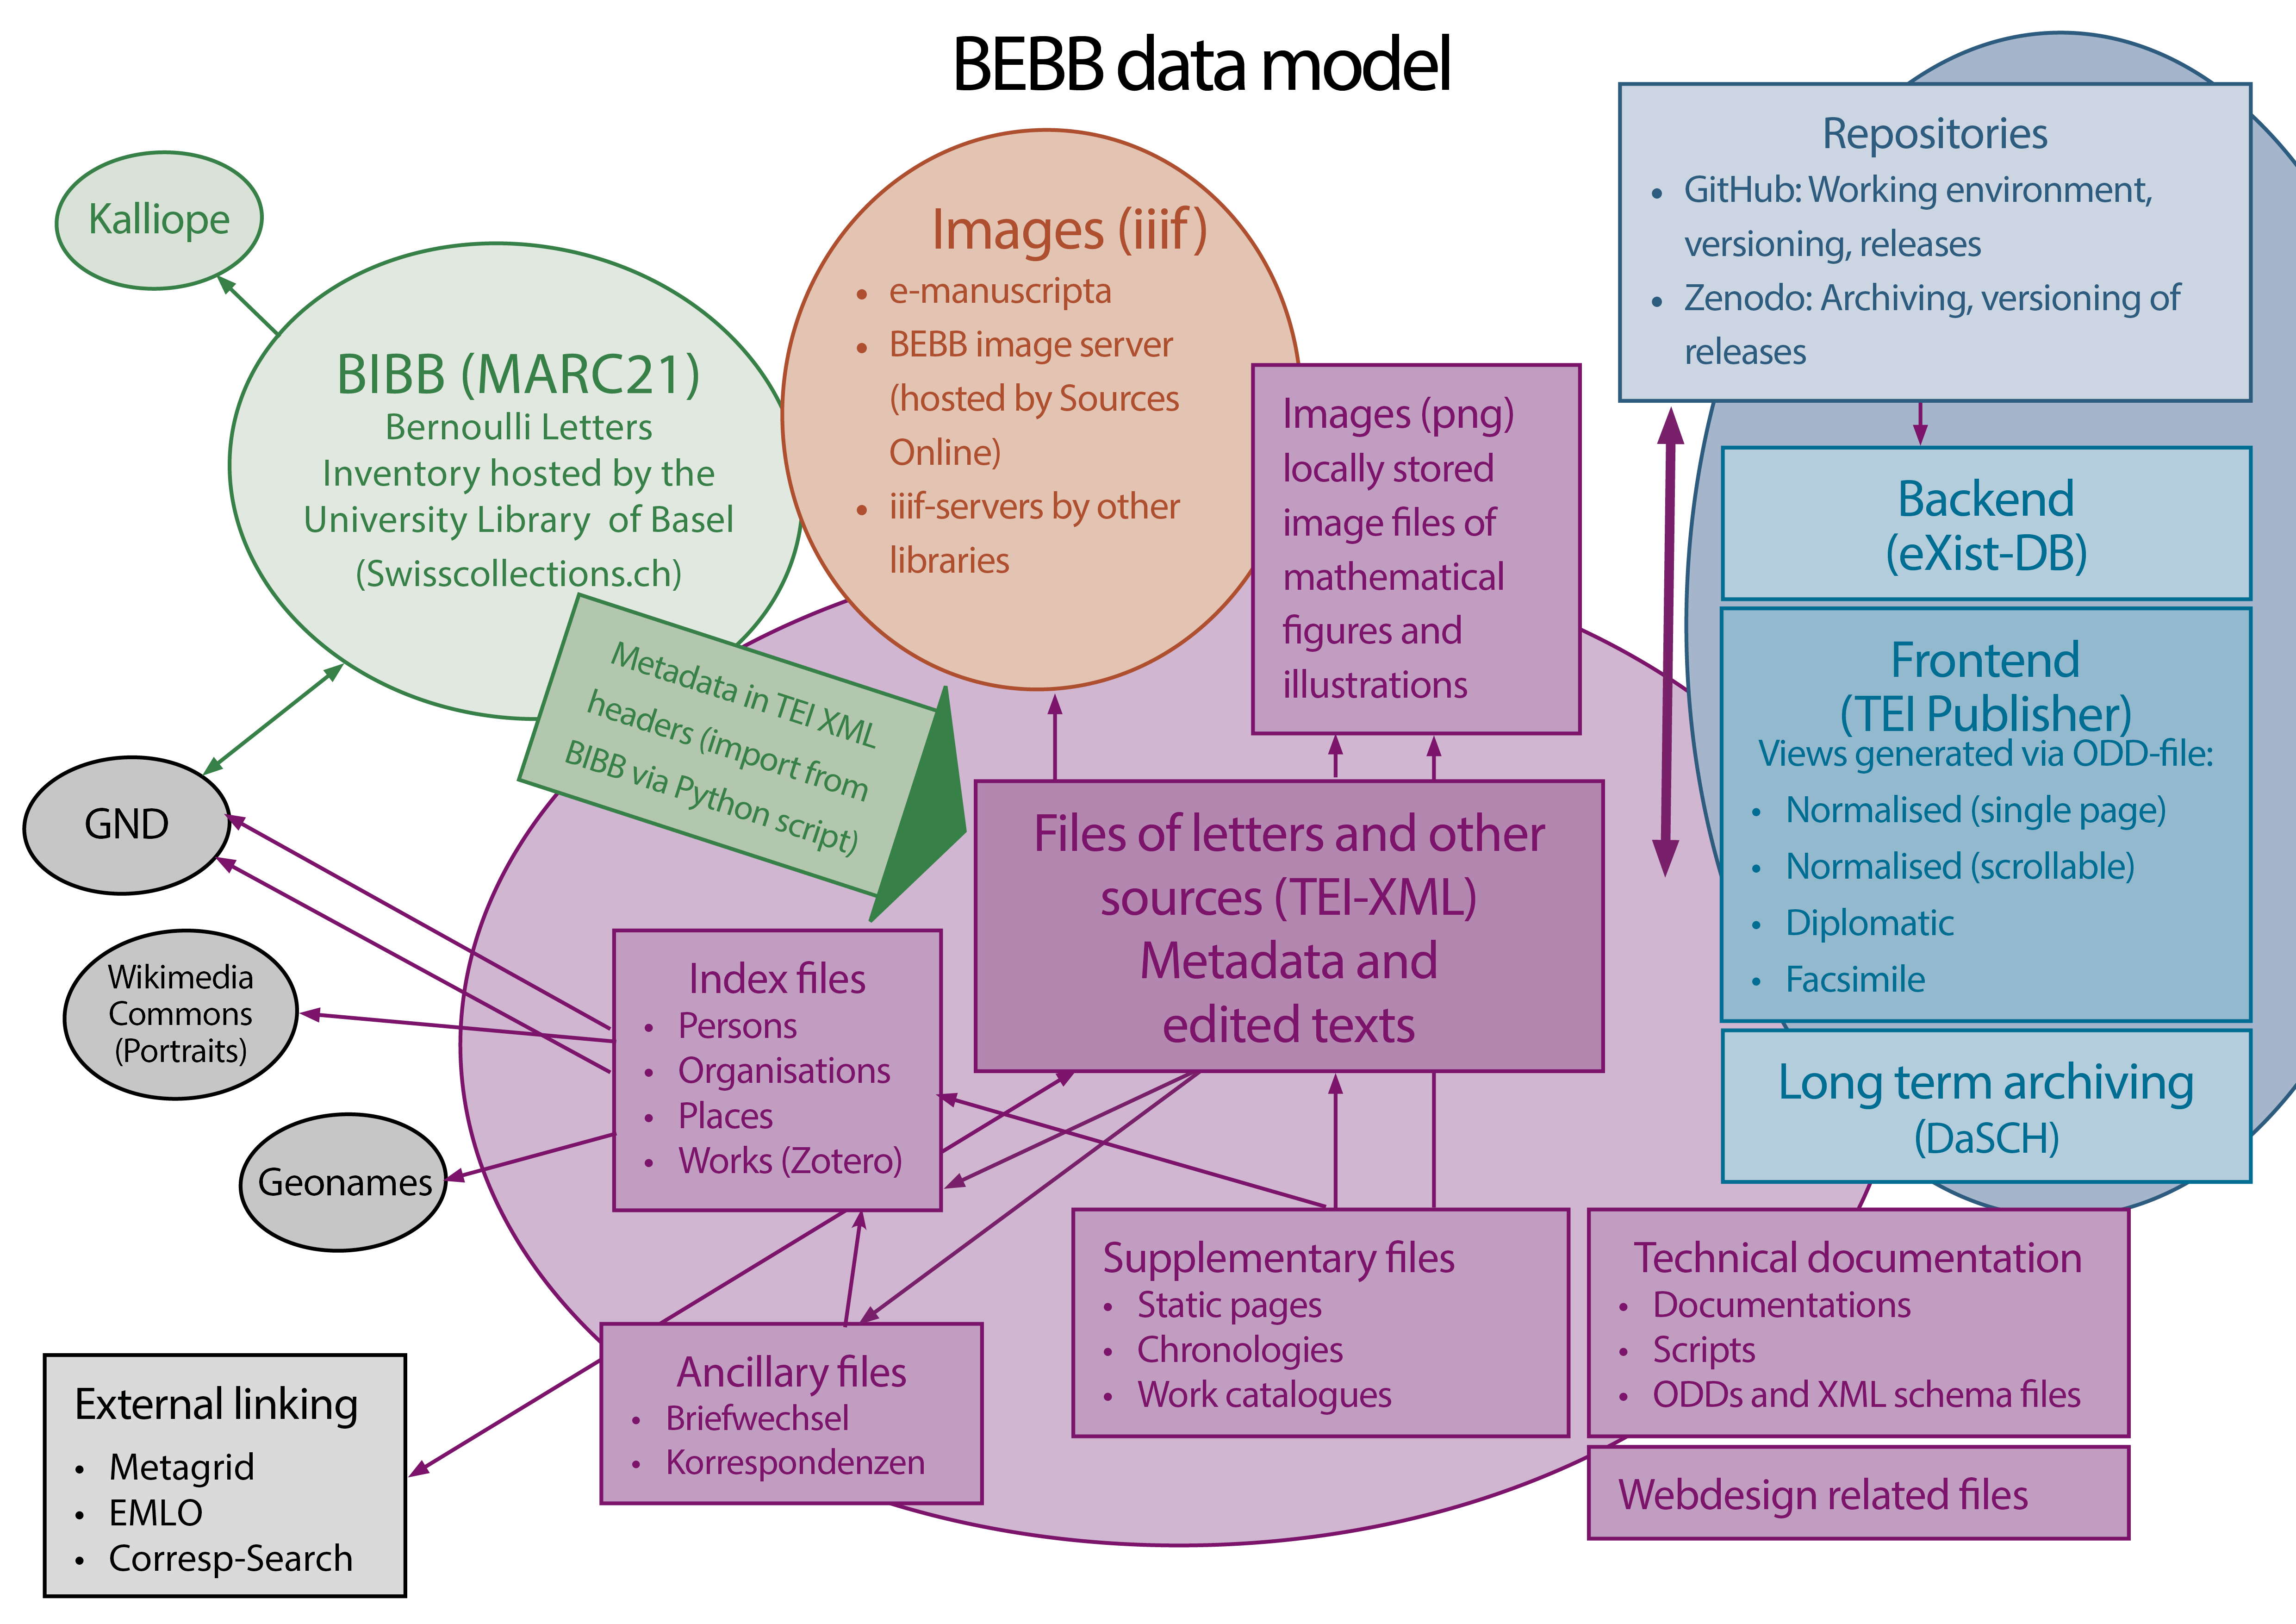 BEBB data model
Kalliope
BIBB (MARC21)
Bernoulli Letters
Inventory hosted by the
University Library of Basel
(Swisscollections.ch)
Images (iiif)
• e-manuscripta
• BEBB image server
(hosted by Sources
Online)
• iiif-servers by other
libraries
Images (png)
locally stored
image files of
mathematical
figures and
illustrations
Repositories
• GitHub: Working environment,
versioning, releases
• Zenodo: Archiving, versioning of
releases
Backend
(eXist-DB)
Frontend
(TEI Publisher)
Views generated via ODD-file:
• Normalised (single page)
• Normalised (scrollable)
• Diplomatic
• Facsimile
Long term archiving
(DaSCH)
Metadata in TEI XML
headers (import from
BIBB via Python script)
GND
Wikimedia
Commons
(Portraits)
Geonames
Files of letters and other
sources (TEI-XML)
Metadata and
edited texts
Index files
• Persons
• Organisations
• Places
• Works (Zotero)
External linking
• Metagrid
• EMLO
• Corresp-Search
Ancillary files
• Briefwechsel
• Korrespondenzen
Supplementary files
• Static pages
• Chronologies
• Work catalogues
Technical documentation
• Documentations
• Scripts
• ODDs and XML schema files
Webdesign related files